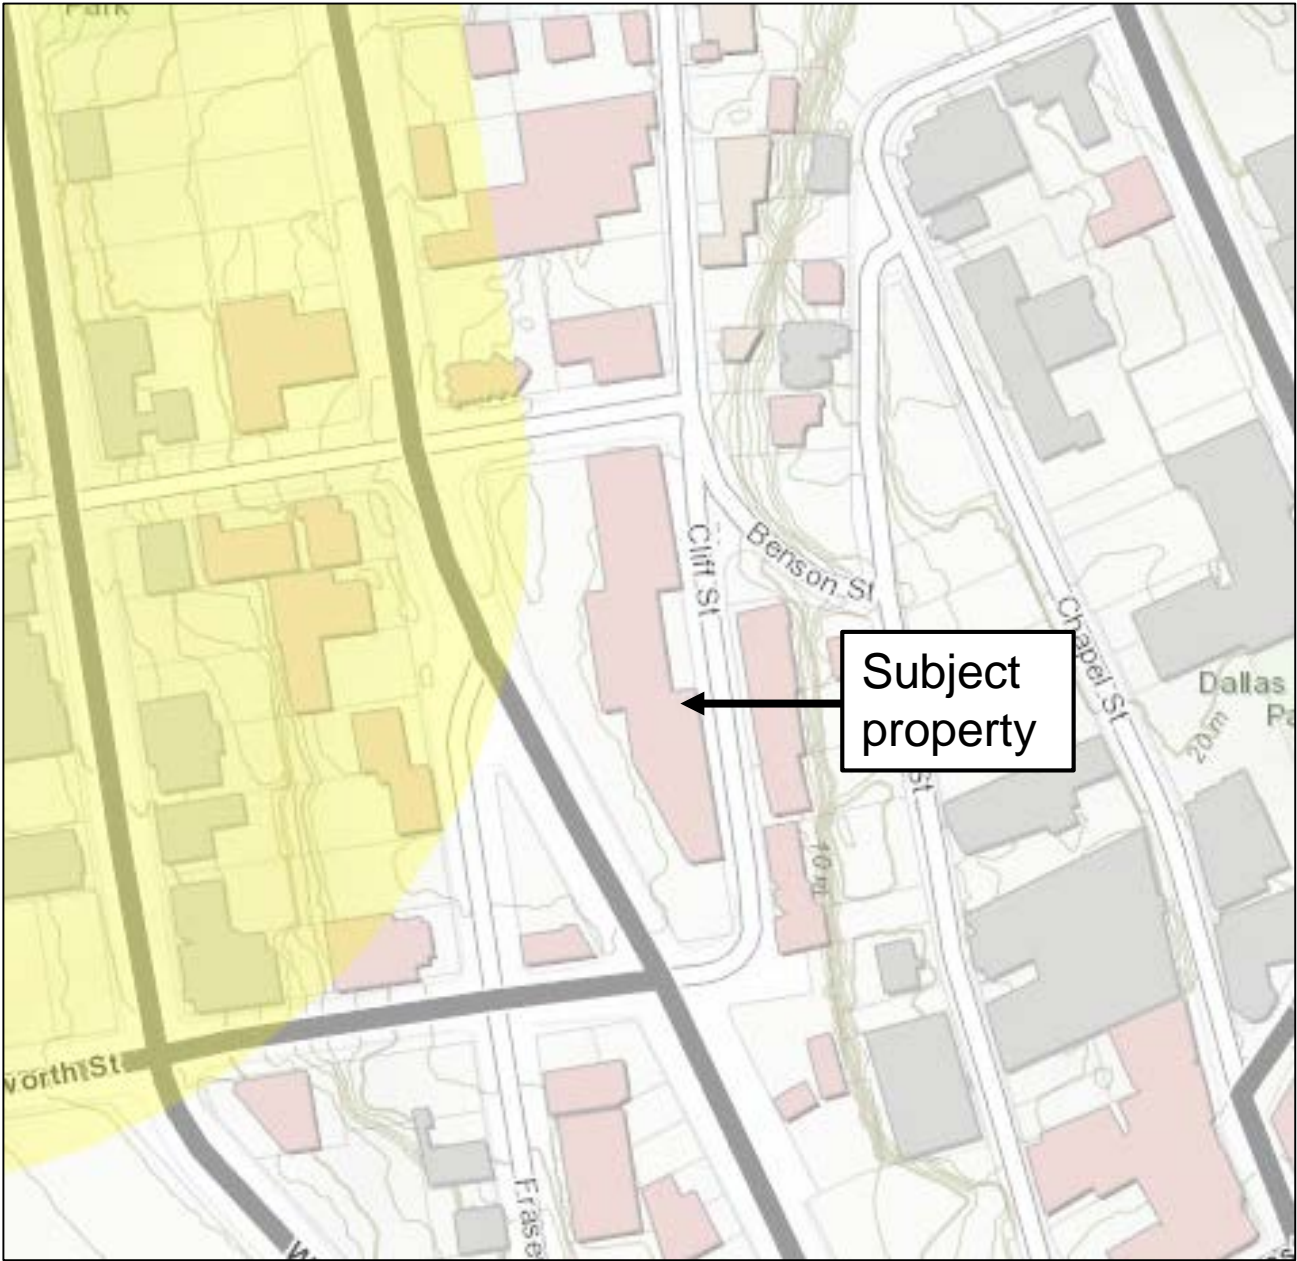 Park
Cliff St
Benson St
Chapel St
Subject
property
Dallas
Pa
20 m
St
10 m
worth St
Frase
W